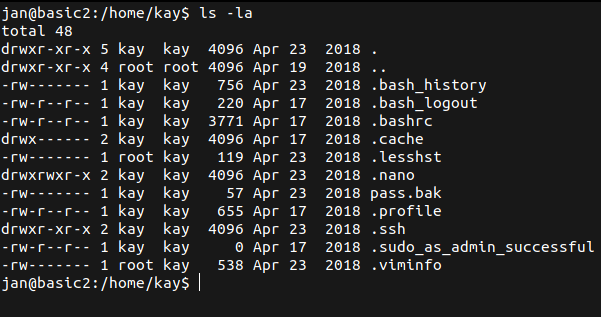 jan@basic2:/home/kay$ ls -la
total 48
drwxr-xr-x 5 kay  kay  4096 Apr 23  2018 .
drwxr-xr-x 4 root root 4096 Apr 19  2018 ..
-rw------- 1 kay  kay   756 Apr 23  2018 .bash_history
-rw-r--r-- 1 kay  kay   220 Apr 17  2018 .bash_logout
-rw-r--r-- 1 kay  kay  3771 Apr 17  2018 .bashrc
drwx------ 2 kay  kay  4096 Apr 17  2018 .cache
-rw------- 1 root kay   119 Apr 23  2018 .lesshst
drwxrwxr-x 2 kay  kay  4096 Apr 23  2018 .nano
-rw------- 1 kay  kay    57 Apr 23  2018 pass.bak
-rw-r--r-- 1 kay  kay   655 Apr 17  2018 .profile
drwxr-xr-x 2 kay  kay  4096 Apr 23  2018 .ssh
-rw-r--r-- 1 kay  kay     0 Apr 17  2018 .sudo_as_admin_successful
-rw------- 1 root kay   538 Apr 23  2018 .viminfo
jan@basic2:/home/kay$